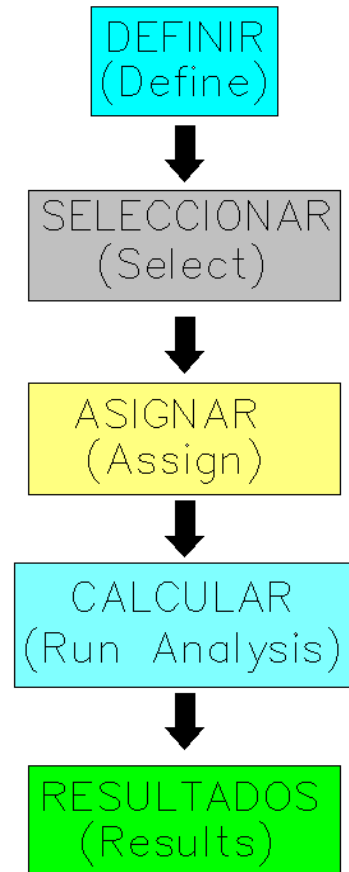 DEFINIR
(Define)
SELECCIONAR
(Select)
ASIGNAR
(Assign)
CALCULAR
(Run Analysis)
RESULTADOS
(Results)